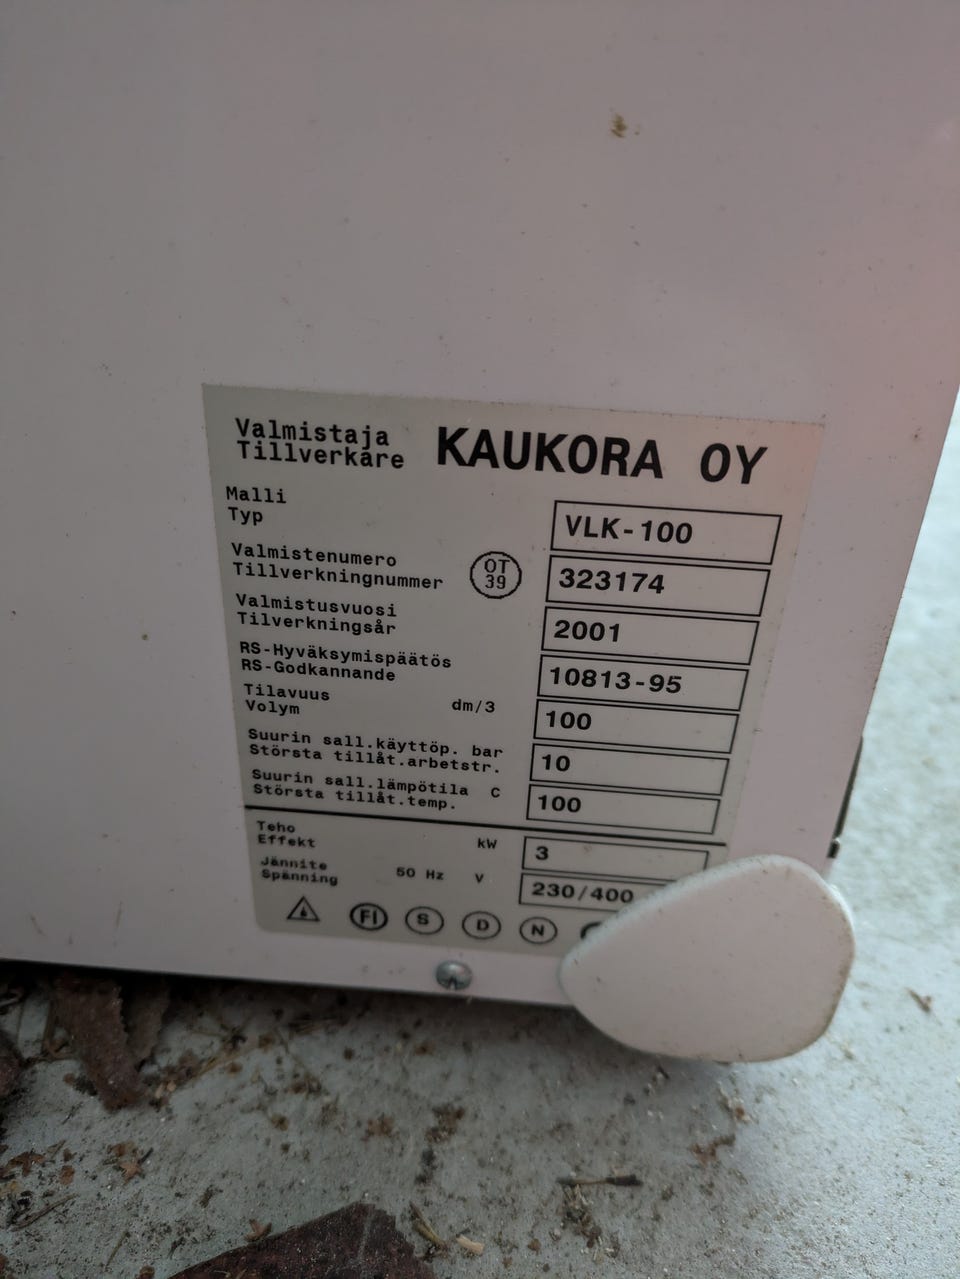 Valmistaja
Tillverkare
KAUKORA OY
Malli
Typ
VLK-100
Valmistenumero
Tillverkningnummer
OT
39
323174
Valmistusvuosi
Tilverkningsår
2001
RS-Hyväksymispäätös
RS-Godkannande
10813-95
Tilavuus
Volym
dm/3
100
Suurin sall.käyttöp. bar
Största tillåt.arbetstr.
10
Suurin sall.lämpötila C
Största tillåt.temp.
100
Teho
Effekt
kW
3
Jännite
Spänning
50 Hz V
230/400
FI S D N